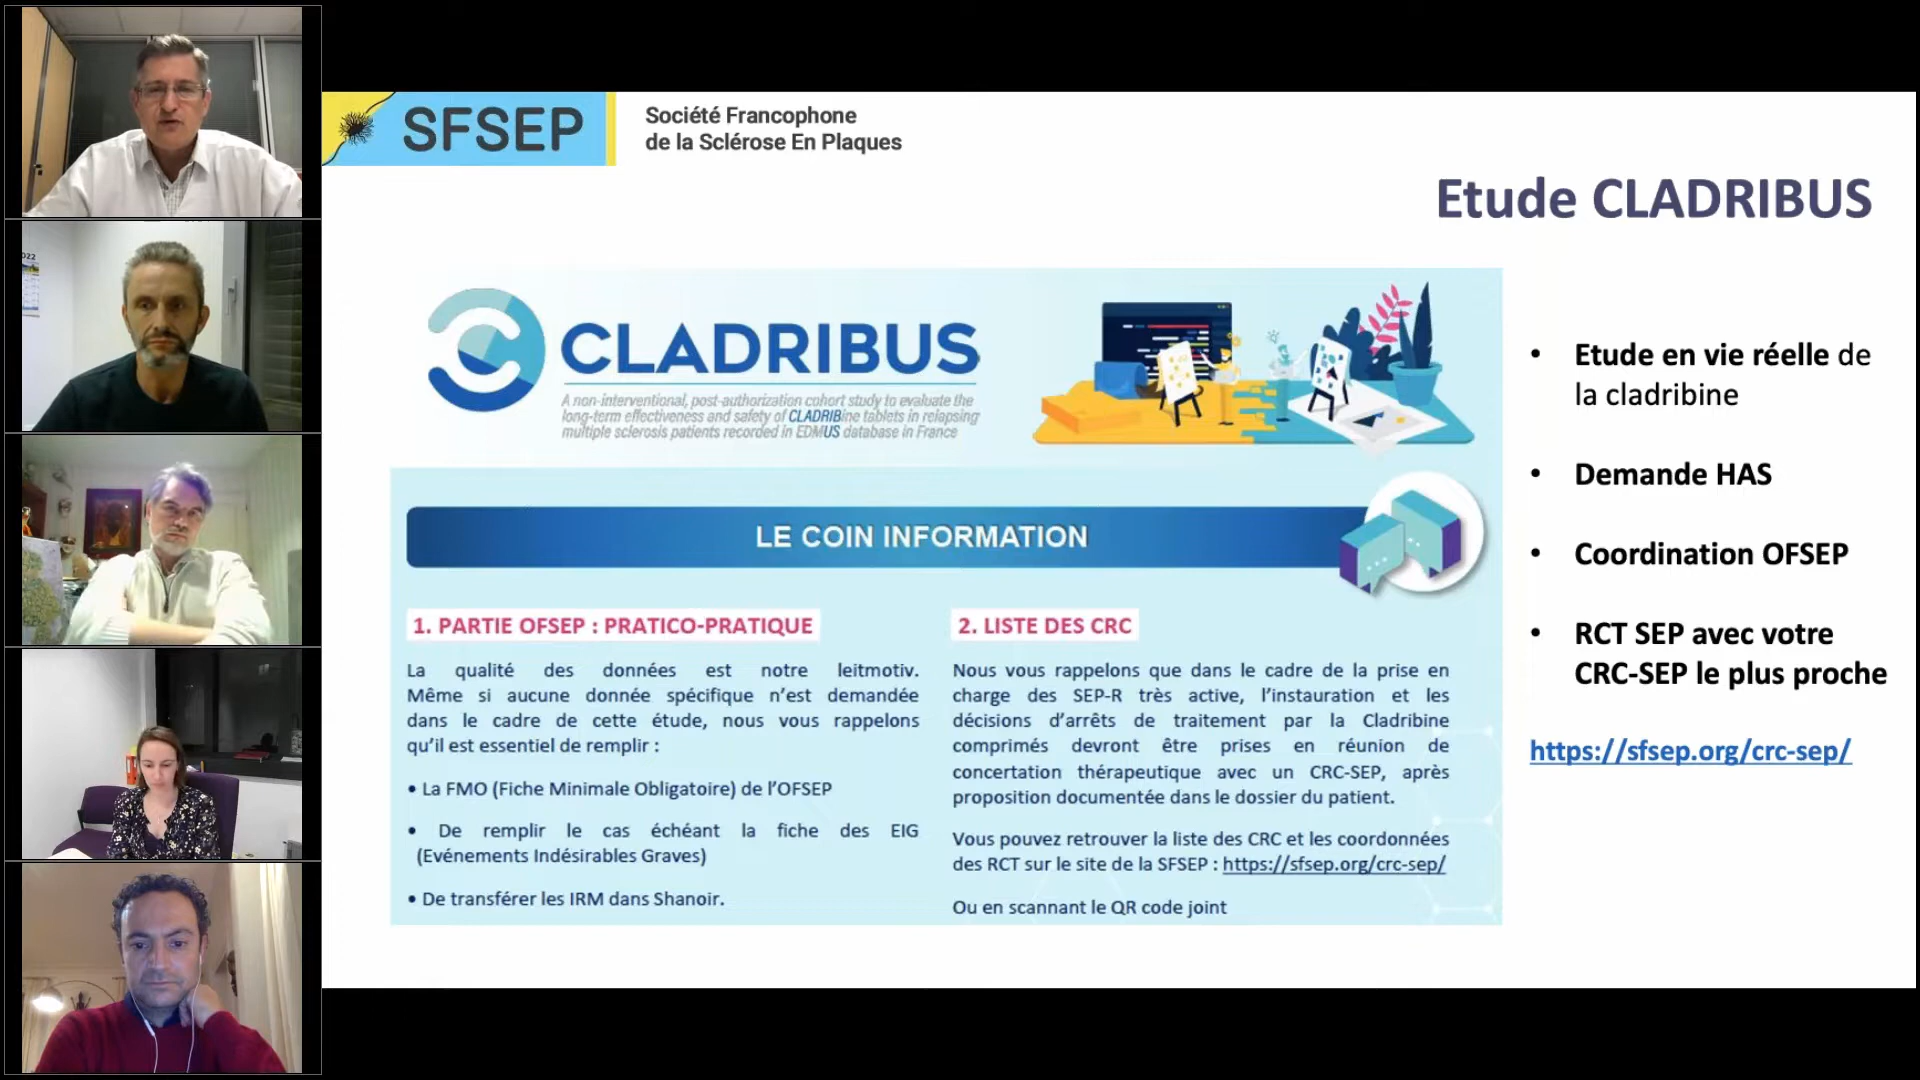 SFSEP
Société Francophone
de la Sclérose En Plaques
Etude CLADRIBUS
CLADRIBUS
A non-interventional, post-authorization cohort study to evaluate the
long-term effectiveness and safety of CLADRIBine tablets in relapsing
multiple sclerosis patients recorded in EDMUS database in France
LE COIN INFORMATION
1. PARTIE OFSEP : PRATICO-PRATIQUE
La qualité des données est notre leitmotiv.
Même si aucune donnée spécifique n’est demandée
dans le cadre de cette étude, nous vous rappelons
qu’il est essentiel de remplir :
• La FMO (Fiche Minimale Obligatoire) de l’OFSEP
• De remplir le cas échéant la fiche des EIG
(Evénements Indésirables Graves)
• De transférer les IRM dans Shanoir.
2. LISTE DES CRC
Nous vous rappelons que dans le cadre de la prise en
charge des SEP-R très active, l’instauration et les
décisions d’arrêts de traitement par la Cladribine
comprimés devront être prises en réunion de
concertation thérapeutique avec un CRC-SEP, après
proposition documentée dans le dossier du patient.
Vous pouvez retrouver la liste des CRC et les coordonnées
des RCT sur le site de la SFSEP : https://sfsep.org/crc-sep/
Ou en scannant le QR code joint
• Etude en vie réelle de
la cladribine
• Demande HAS
• Coordination OFSEP
• RCT SEP avec votre
CRC-SEP le plus proche
https://sfsep.org/crc-sep/